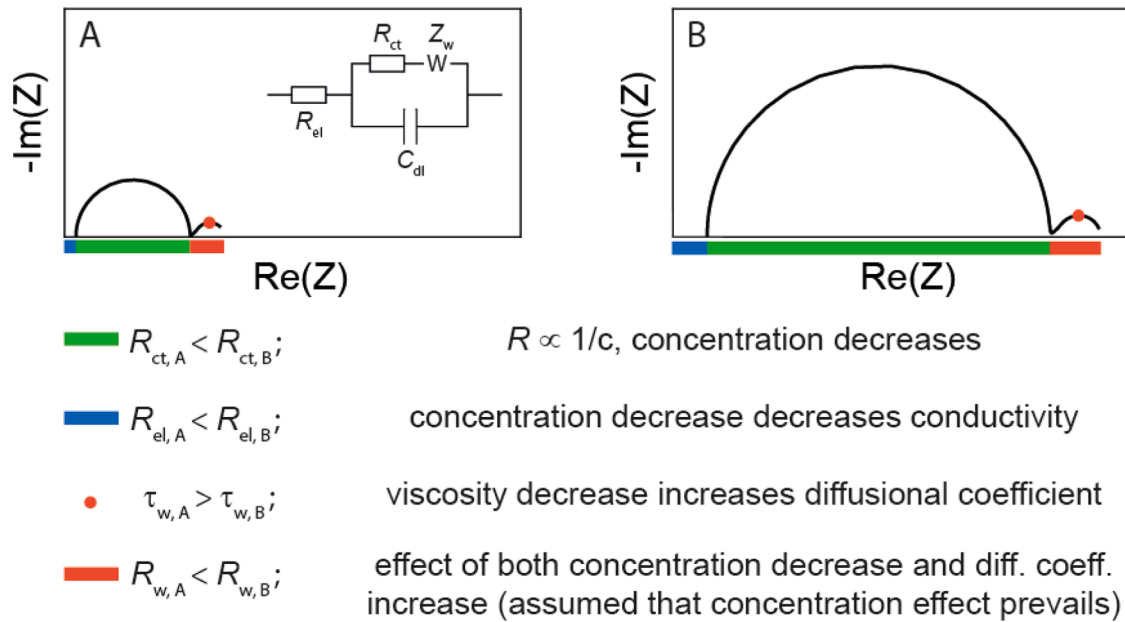 A
R_ct
Z_w
W
R_el
C_dl
-Im(Z)
Re(Z)
B
-Im(Z)
Re(Z)
R_ct, A < R_ct, B; R ∝ 1/c, concentration decreases
R_el, A < R_el, B; concentration decrease decreases conductivity
τ_w, A > τ_w, B; viscosity decrease increases diffusional coefficient
R_w, A < R_w, B; effect of both concentration decrease and diff. coeff.
increase (assumed that concentration effect prevails)